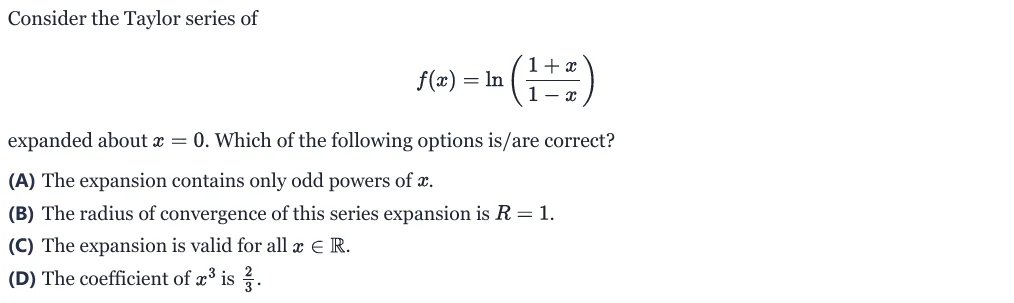 Consider the Taylor series of
f(x) = ln ( (1 + x) / (1 − x) )
expanded about x = 0. Which of the following options is/are correct?
(A) The expansion contains only odd powers of x.
(B) The radius of convergence of this series expansion is R = 1.
(C) The expansion is valid for all x ∈ ℝ.
(D) The coefficient of x³ is 2/3.